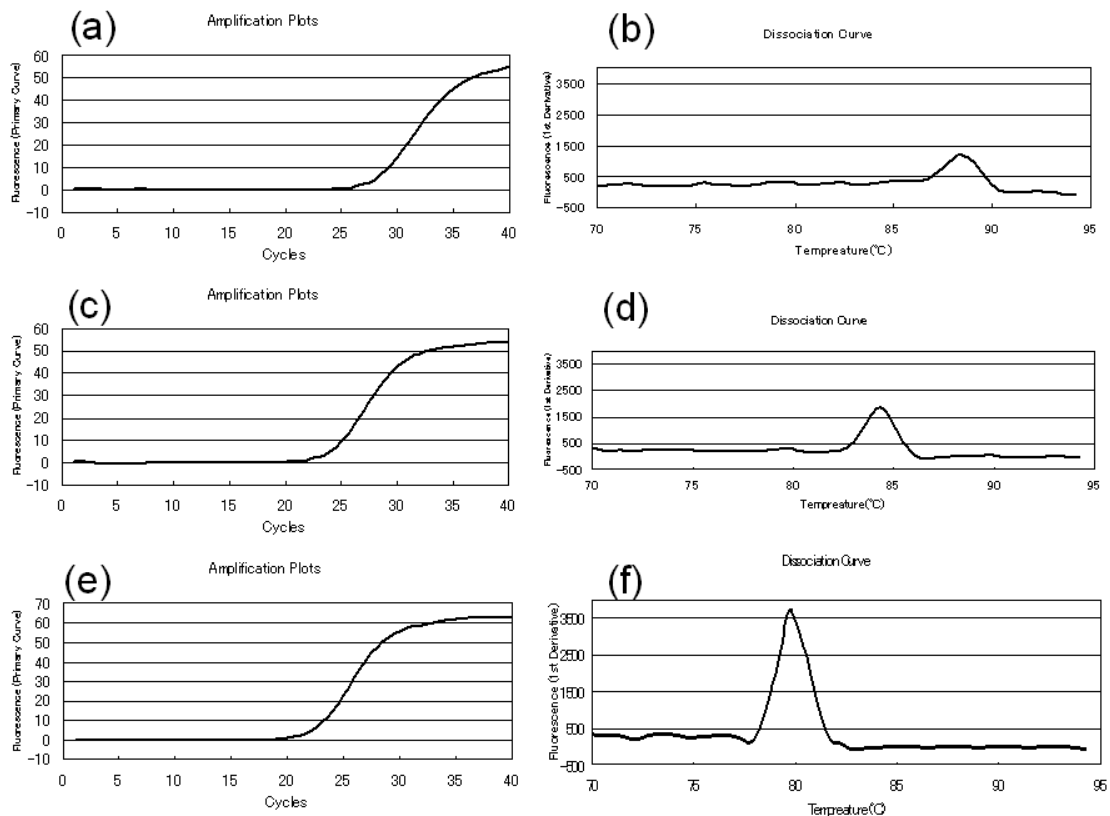 (a)
Amplification Plots
Fluorescence (Primary Curve)
60
50
40
30
20
10
0
-10
0 5 10 15 20 25 30 35 40
Cycles
(b)
Dissociation Curve
Fluorescence (1st Derivative)
3500
2500
1500
500
-500
70 75 80 85 90 95
Tempreature(℃)
(c)
Amplification Plots
Fluorescence (Primary Curve)
60
50
40
30
20
10
0
-10
0 5 10 15 20 25 30 35 40
Cycles
(d)
Dissociation Curve
Fluorescence (1st Derivative)
3500
2500
1500
500
-500
70 75 80 85 90 95
Tempreature(℃)
(e)
Amplification Plots
Fluorescence (Primary Curve)
70
60
50
40
30
20
10
0
-10
0 5 10 15 20 25 30 35 40
Cycles
(f)
Dissociation Curve
Fluorescence (1st Derivative)
3500
2500
1500
500
-500
70 75 80 85 90 95
Tempreature(℃)